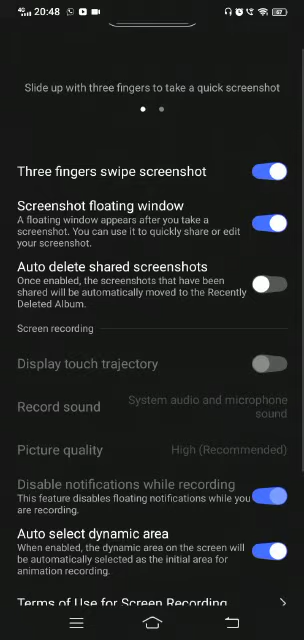 4G 20:48 67
Slide up with three fingers to take a quick screenshot
Three fingers swipe screenshot
Screenshot floating window
A floating window appears after you take a
screenshot. You can use it to quickly share or edit
your screenshot.
Auto delete shared screenshots
Once enabled, the screenshots that have been
shared will be automatically moved to the Recently
Deleted Album.
Screen recording
Display touch trajectory
Record sound System audio and microphone
sound
Picture quality High (Recommended)
Disable notifications while recording
This feature disables floating notifications while you
are recording.
Auto select dynamic area
When enabled, the dynamic area on the screen will
be automatically selected as the initial area for
animation recording.
Terms of Use for Screen Recording